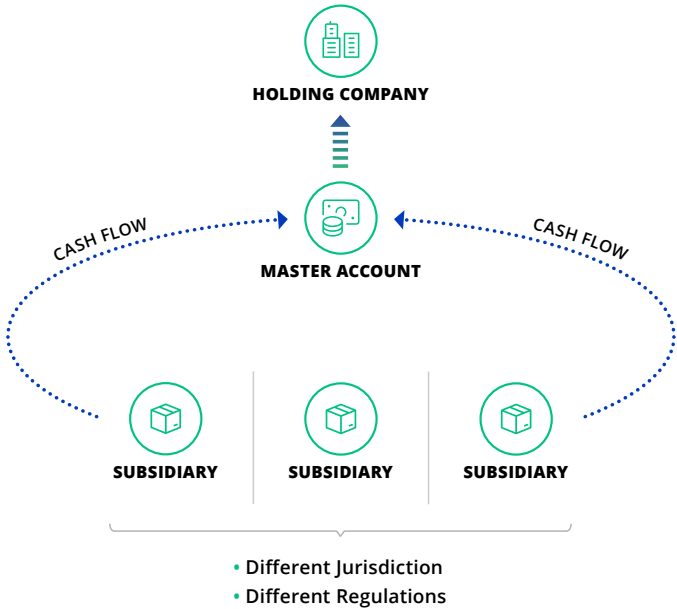 HOLDING COMPANY
CASH FLOW
CASH FLOW
MASTER ACCOUNT
SUBSIDIARY
SUBSIDIARY
SUBSIDIARY
• Different Jurisdiction
• Different Regulations